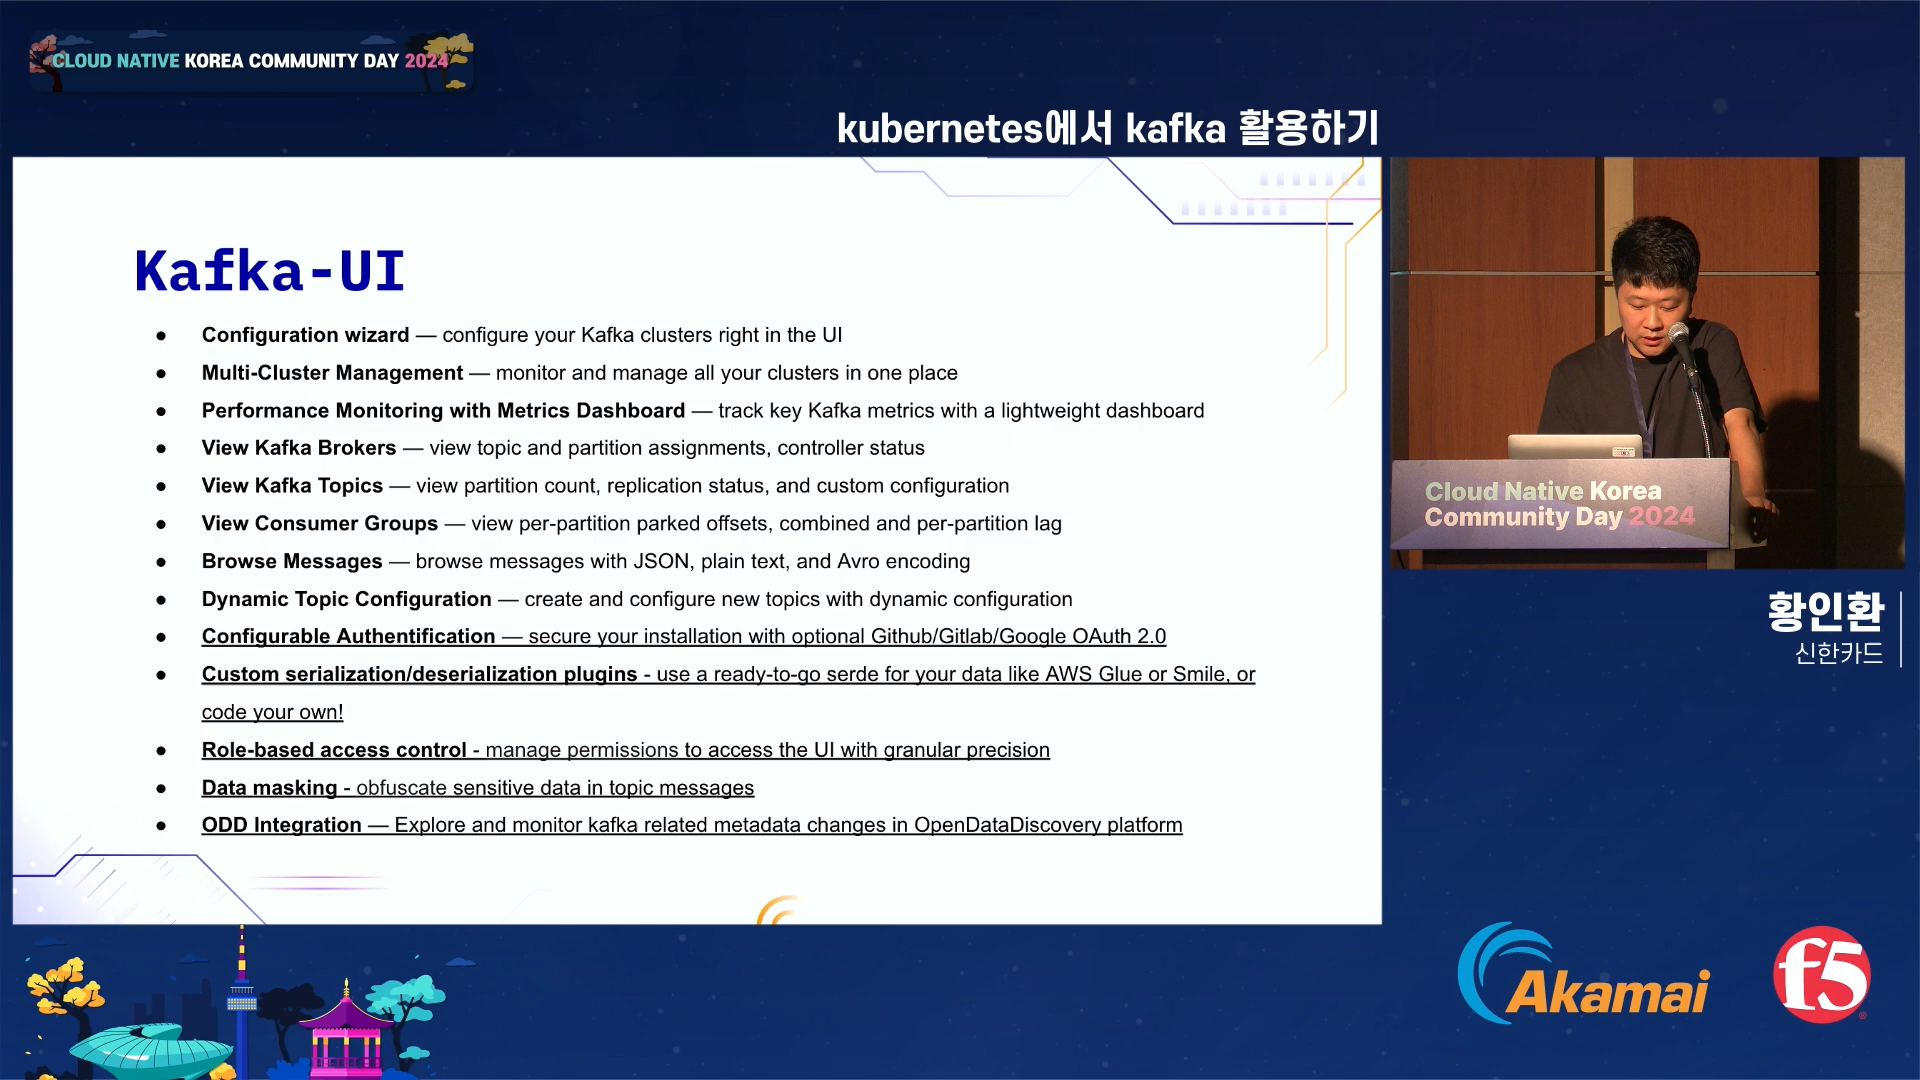 CLOUD NATIVE KOREA COMMUNITY DAY 2024
kubernetes에서 kafka 활용하기
Kafka-UI
● Configuration wizard — configure your Kafka clusters right in the UI
● Multi-Cluster Management — monitor and manage all your clusters in one place
● Performance Monitoring with Metrics Dashboard — track key Kafka metrics with a lightweight dashboard
● View Kafka Brokers — view topic and partition assignments, controller status
● View Kafka Topics — view partition count, replication status, and custom configuration
● View Consumer Groups — view per-partition parked offsets, combined and per-partition lag
● Browse Messages — browse messages with JSON, plain text, and Avro encoding
● Dynamic Topic Configuration — create and configure new topics with dynamic configuration
● Configurable Authentification — secure your installation with optional Github/Gitlab/Google OAuth 2.0
● Custom serialization/deserialization plugins - use a ready-to-go serde for your data like AWS Glue or Smile, or
code your own!
● Role-based access control - manage permissions to access the UI with granular precision
● Data masking - obfuscate sensitive data in topic messages
● ODD Integration — Explore and monitor kafka related metadata changes in OpenDataDiscovery platform
Cloud Native Korea
Community Day 2024
황인환
신한카드
Akamai
f5